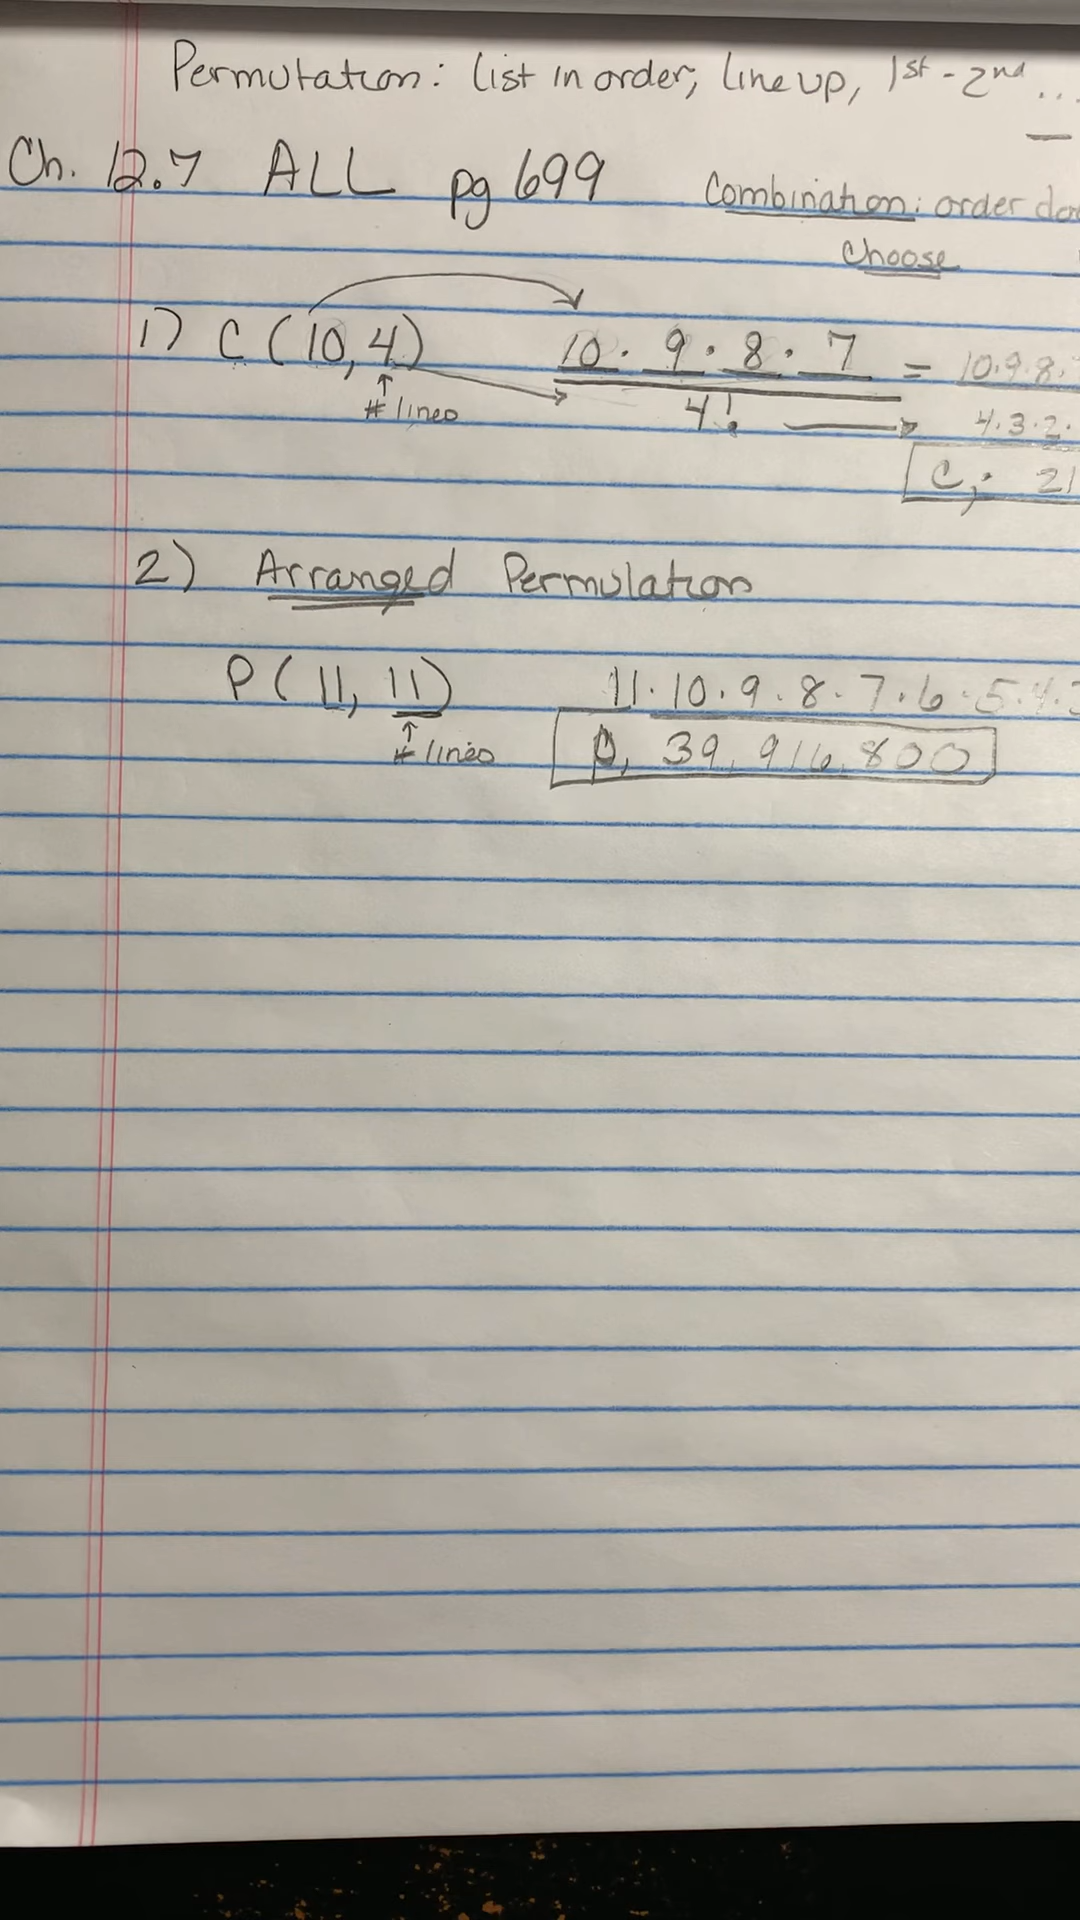 Permutation: list in order, line up, 1st - 2nd ...
Ch. 12.7 ALL pg 699
Combination: order
Choose
1) C (10, 4) 10 · 9 · 8 · 7 = 10.9.8.
# lines 4! 4.3.2.
C, 21
2) Arranged Permutation
P ( 11, 11) 11. 10. 9. 8. 7. 6. 5. 4. 3
# lines , 39,916,800